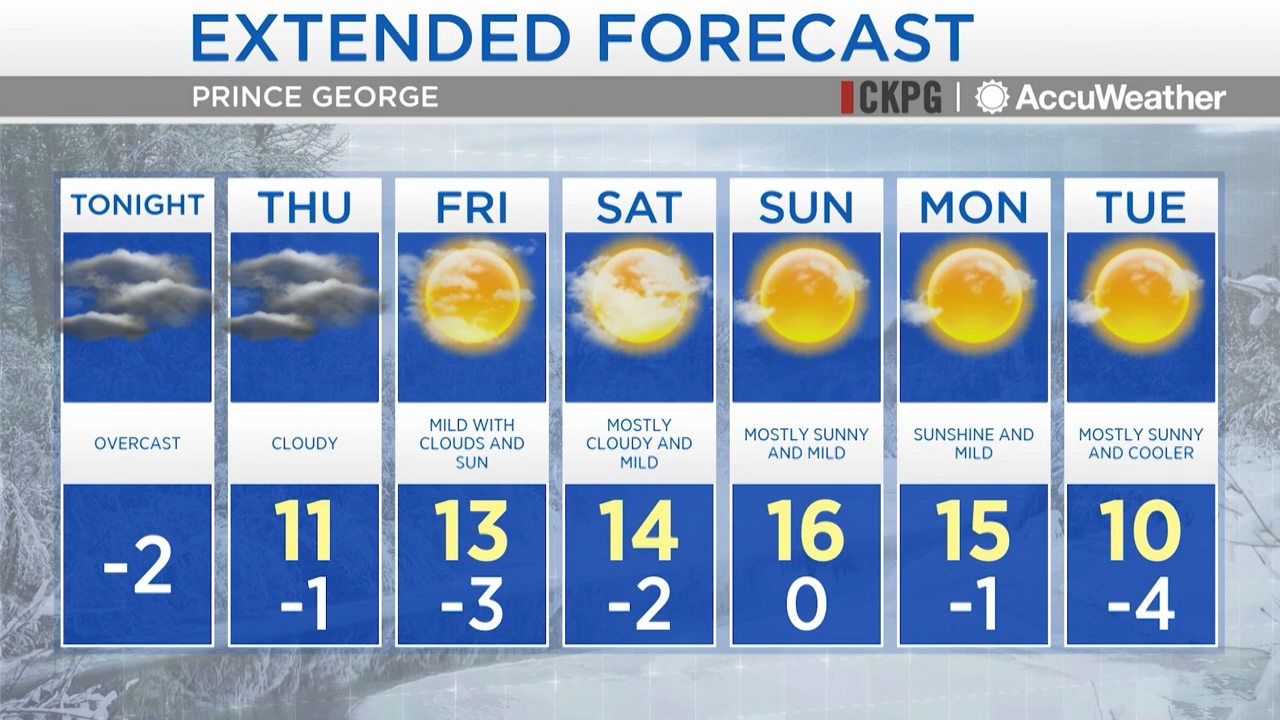 EXTENDED FORECAST
PRINCE GEORGE
CKPG | AccuWeather
TONIGHT
OVERCAST
-2
THU
CLOUDY
11
-1
FRI
MILD WITH
CLOUDS AND
SUN
13
-3
SAT
MOSTLY
CLOUDY AND
MILD
14
-2
SUN
MOSTLY SUNNY
AND MILD
16
0
MON
SUNSHINE AND
MILD
15
-1
TUE
MOSTLY SUNNY
AND COOLER
10
-4